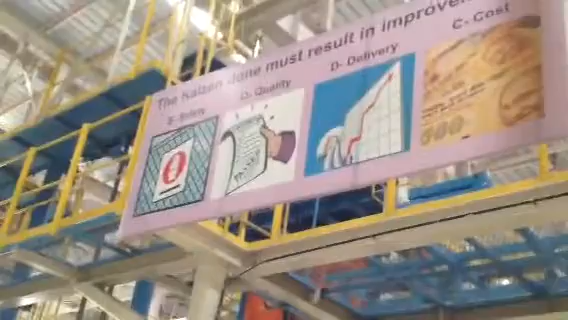 The Kaizen done must result in improve
S- Safety
Q- Quality
D- Delivery
C- Cost